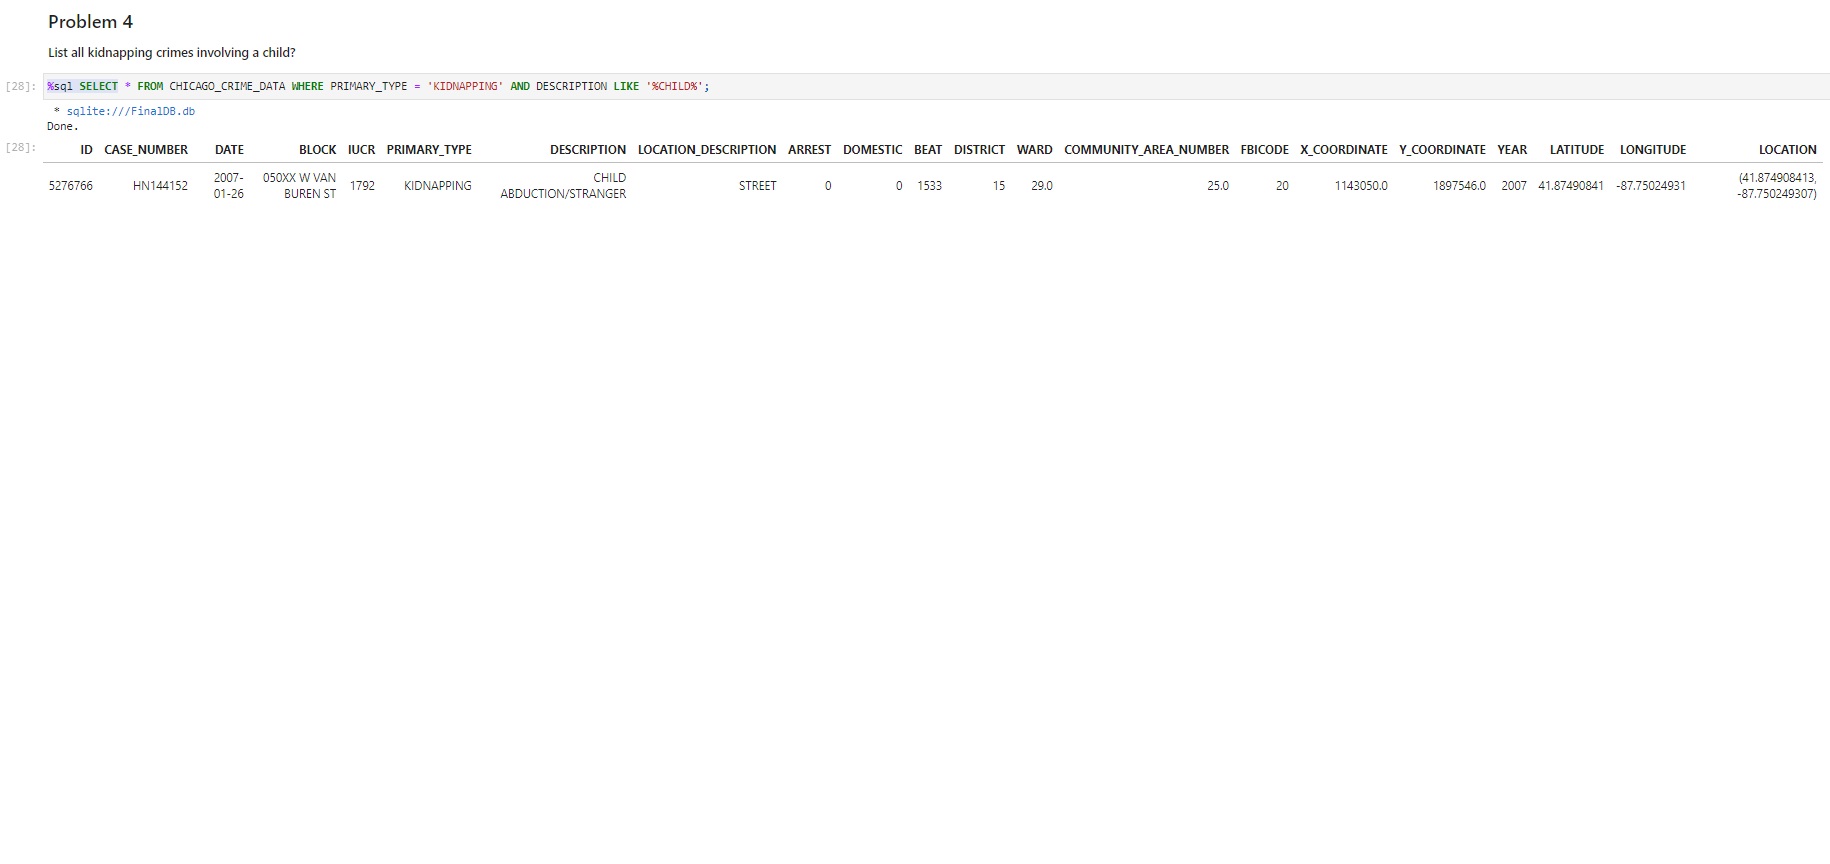 Problem 4
List all kidnapping crimes involving a child?
[28]: %sql SELECT * FROM CHICAGO_CRIME_DATA WHERE PRIMARY_TYPE = 'KIDNAPPING' AND DESCRIPTION LIKE '%CHILD%';
* sqlite:///FinalDB.db
Done.
[28]: ID CASE_NUMBER DATE BLOCK IUCR PRIMARY_TYPE DESCRIPTION LOCATION_DESCRIPTION ARREST DOMESTIC BEAT DISTRICT WARD COMMUNITY_AREA_NUMBER FBICODE X_COORDINATE Y_COORDINATE YEAR LATITUDE LONGITUDE LOCATION
5276766 HN144152 2007-01-26 050XX W VAN BUREN ST 1792 KIDNAPPING CHILD ABDUCTION/STRANGER STREET 0 0 1533 15 29.0 25.0 20 1143050.0 1897546.0 2007 41.87490841 -87.75024931 (41.874908413, -87.750249307)